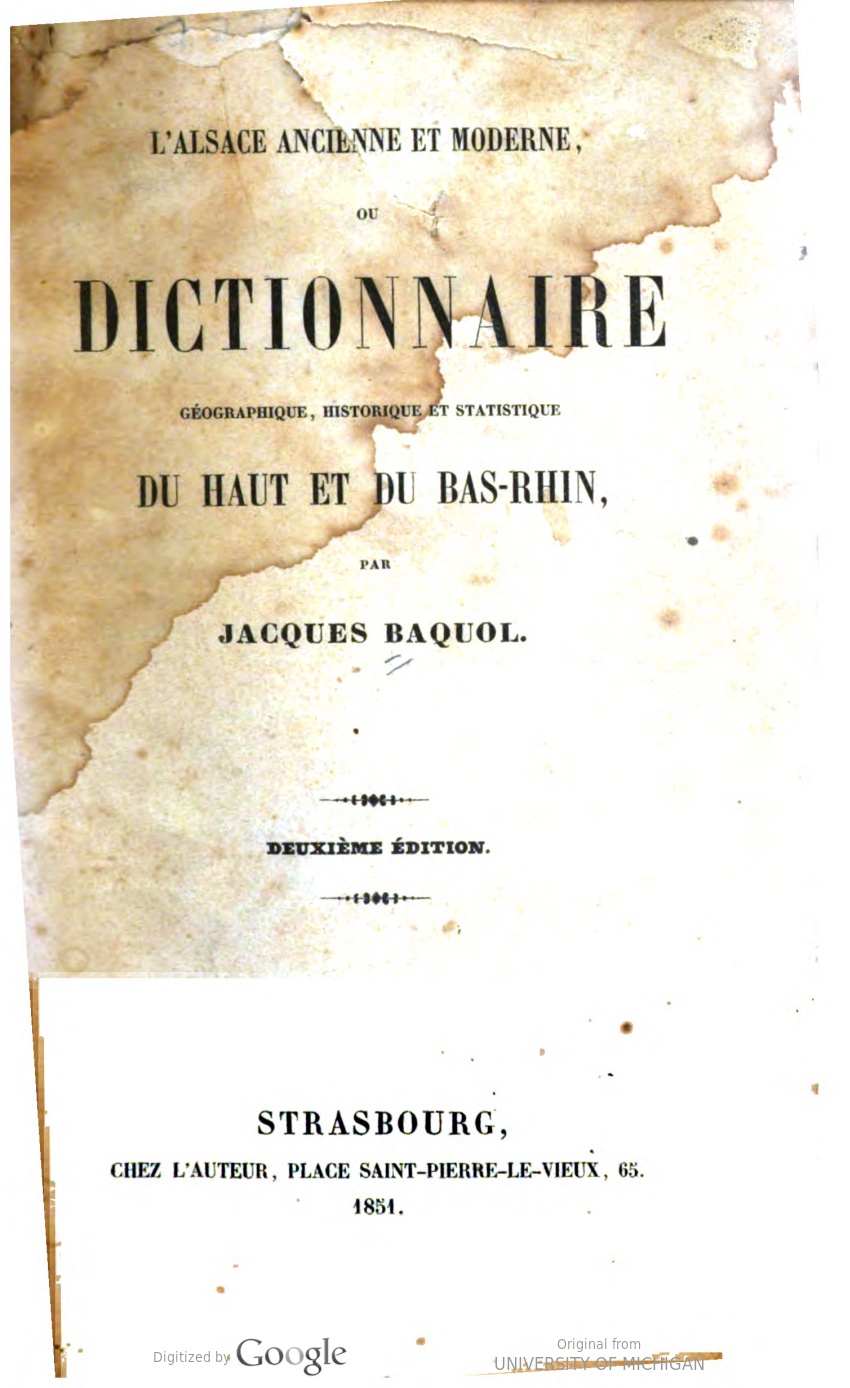 L'ALSACE ANCIENNE ET MODERNE,
OU
DICTIONNAIRE
GÉOGRAPHIQUE, HISTORIQUE ET STATISTIQUE
DU HAUT ET DU BAS-RHIN,
PAR
JACQUES BAQUOL.
DEUXIÈME ÉDITION.
STRASBOURG,
CHEZ L'AUTEUR, PLACE SAINT-PIERRE-LE-VIEUX, 65.
1851.
Digitized by Google
Original from
UNIVERSITY OF MICHIGAN